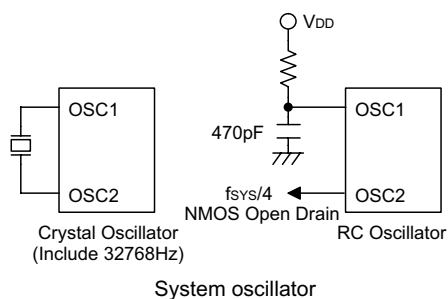 VDD
OSC1
OSC2
Crystal Oscillator
(Include 32768Hz)
470pF
OSC1
fSYS/4
NMOS Open Drain
OSC2
RC Oscillator
System oscillator